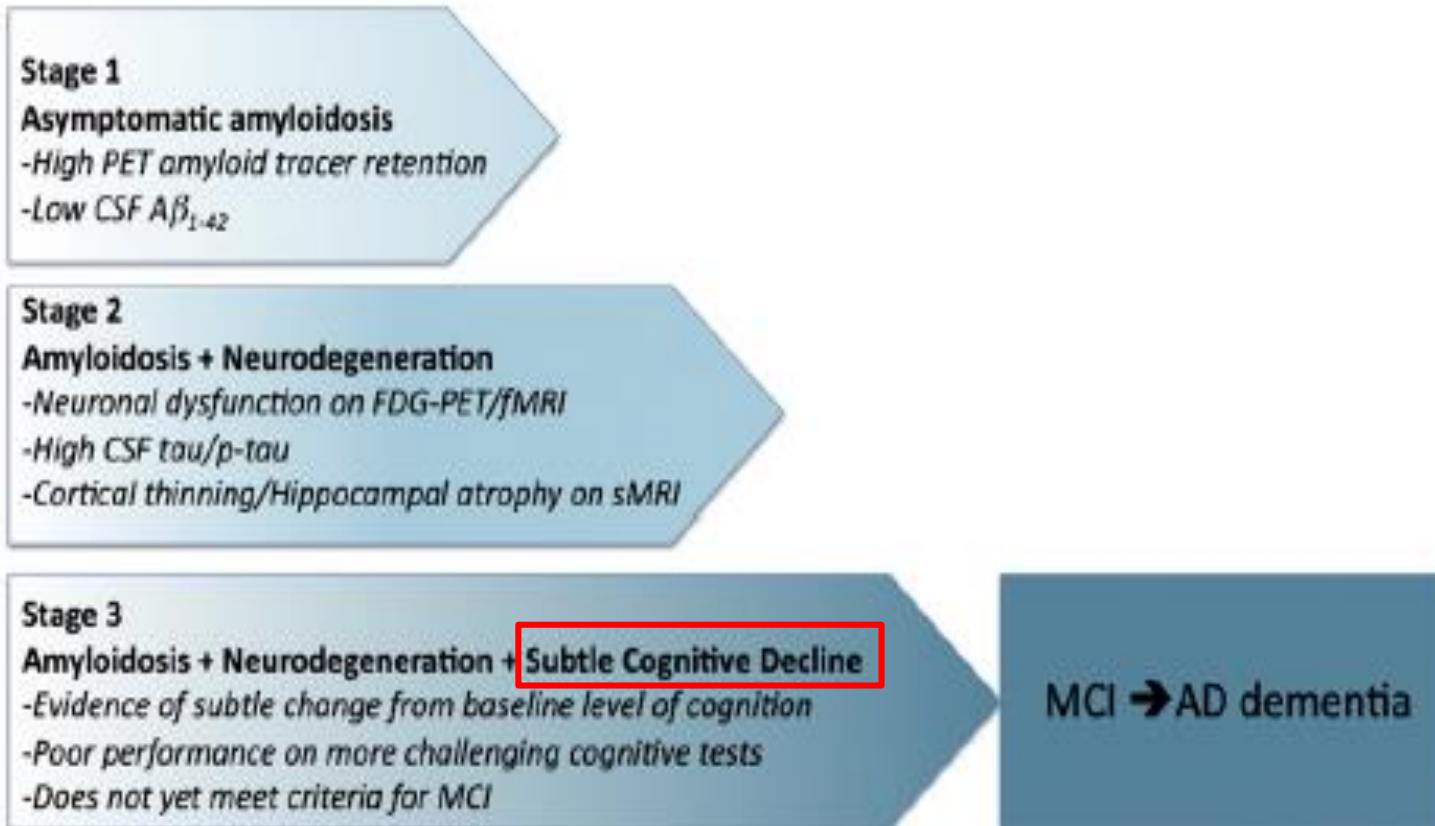 Stage 1
Asymptomatic amyloidosis
-High PET amyloid tracer retention
-Low CSF Aβ₁₋₄₂
Stage 2
Amyloidosis + Neurodegeneration
-Neuronal dysfunction on FDG-PET/fMRI
-High CSF tau/p-tau
-Cortical thinning/Hippocampal atrophy on sMRI
Stage 3
Amyloidosis + Neurodegeneration + Subtle Cognitive Decline
-Evidence of subtle change from baseline level of cognition
-Poor performance on more challenging cognitive tests
-Does not yet meet criteria for MCI
MCI ➔ AD dementia